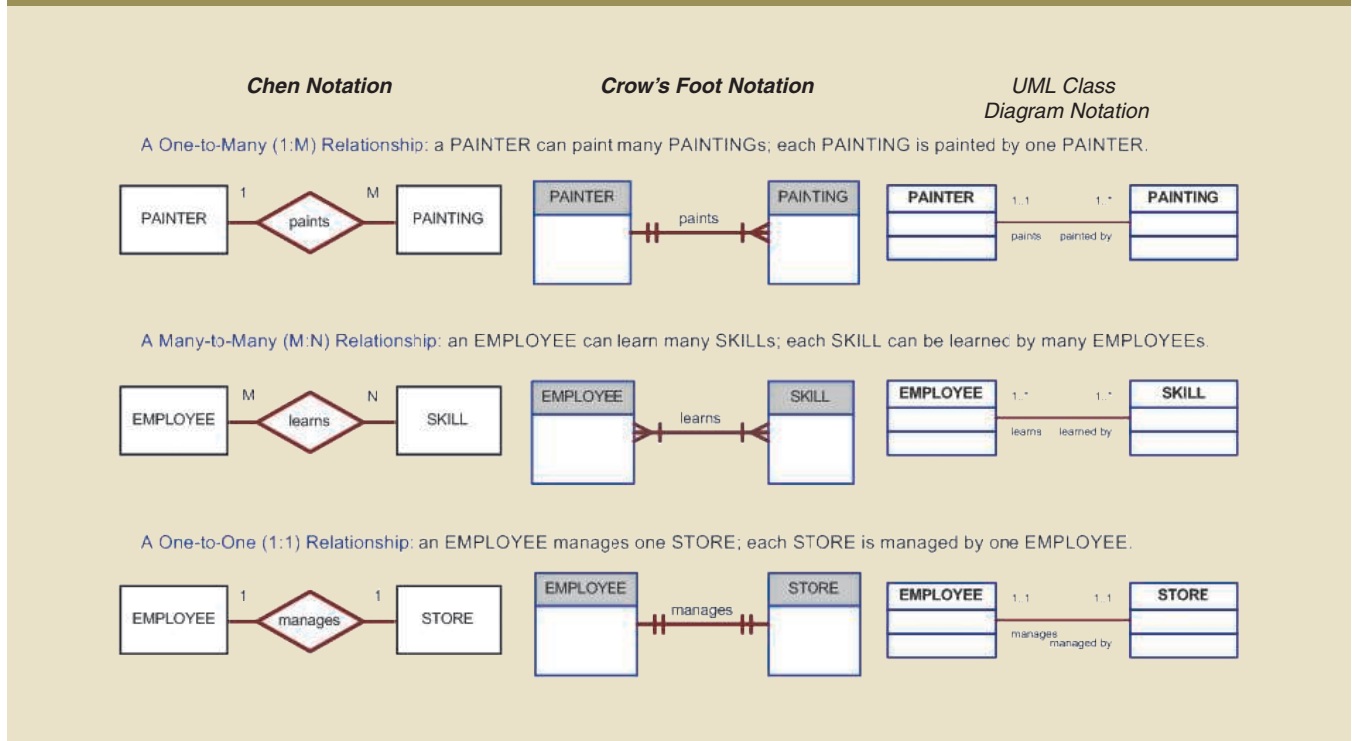 Chen Notation
Crow's Foot Notation
UML Class
Diagram Notation
A One-to-Many (1:M) Relationship: a PAINTER can paint many PAINTINGs; each PAINTING is painted by one PAINTER.
PAINTER
1
paints
M
PAINTING
PAINTER
paints
PAINTING
PAINTER
1..1
1..*
paints
painted by
PAINTING
A Many-to-Many (M:N) Relationship: an EMPLOYEE can learn many SKILLs; each SKILL can be learned by many EMPLOYEEs.
EMPLOYEE
M
learns
N
SKILL
EMPLOYEE
learns
SKILL
EMPLOYEE
1..*
1..*
learns
learned by
SKILL
A One-to-One (1:1) Relationship: an EMPLOYEE manages one STORE; each STORE is managed by one EMPLOYEE.
EMPLOYEE
1
manages
1
STORE
EMPLOYEE
manages
STORE
EMPLOYEE
1..1
1..1
manages
managed by
STORE